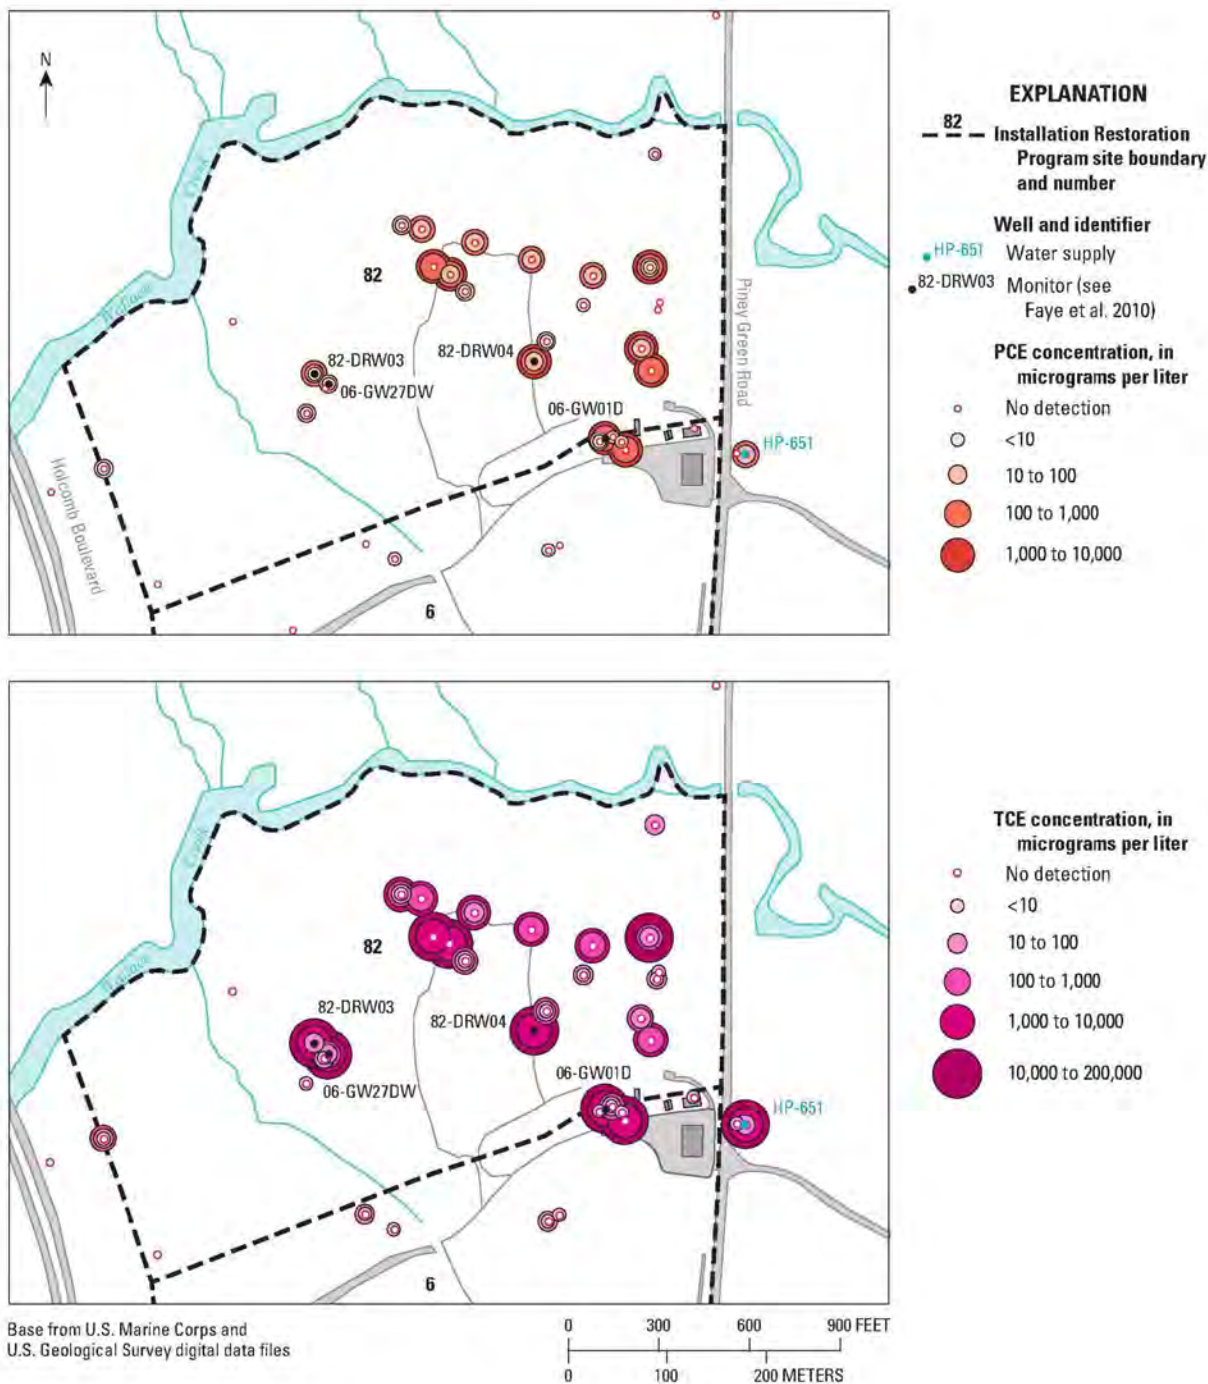 N
EXPLANATION
82
Installation Restoration
Program site boundary
and number
Well and identifier
HP-651
Water supply
82-DRW03
Monitor (see
Faye et al. 2010)
PCE concentration, in
micrograms per liter
No detection
<10
10 to 100
100 to 1,000
1,000 to 10,000
Wallace
Creek
82
82-DRW03
06-GW27DW
82-DRW04
06-GW01D
HP-651
Piney Green Road
Holcomb Boulevard
6
TCE concentration, in
micrograms per liter
No detection
<10
10 to 100
100 to 1,000
1,000 to 10,000
10,000 to 200,000
Wallace
Creek
82
82-DRW03
06-GW27DW
82-DRW04
06-GW01D
HP-651
6
Base from U.S. Marine Corps and
U.S. Geological Survey digital data files
0 300 600 900 FEET
0 100 200 METERS